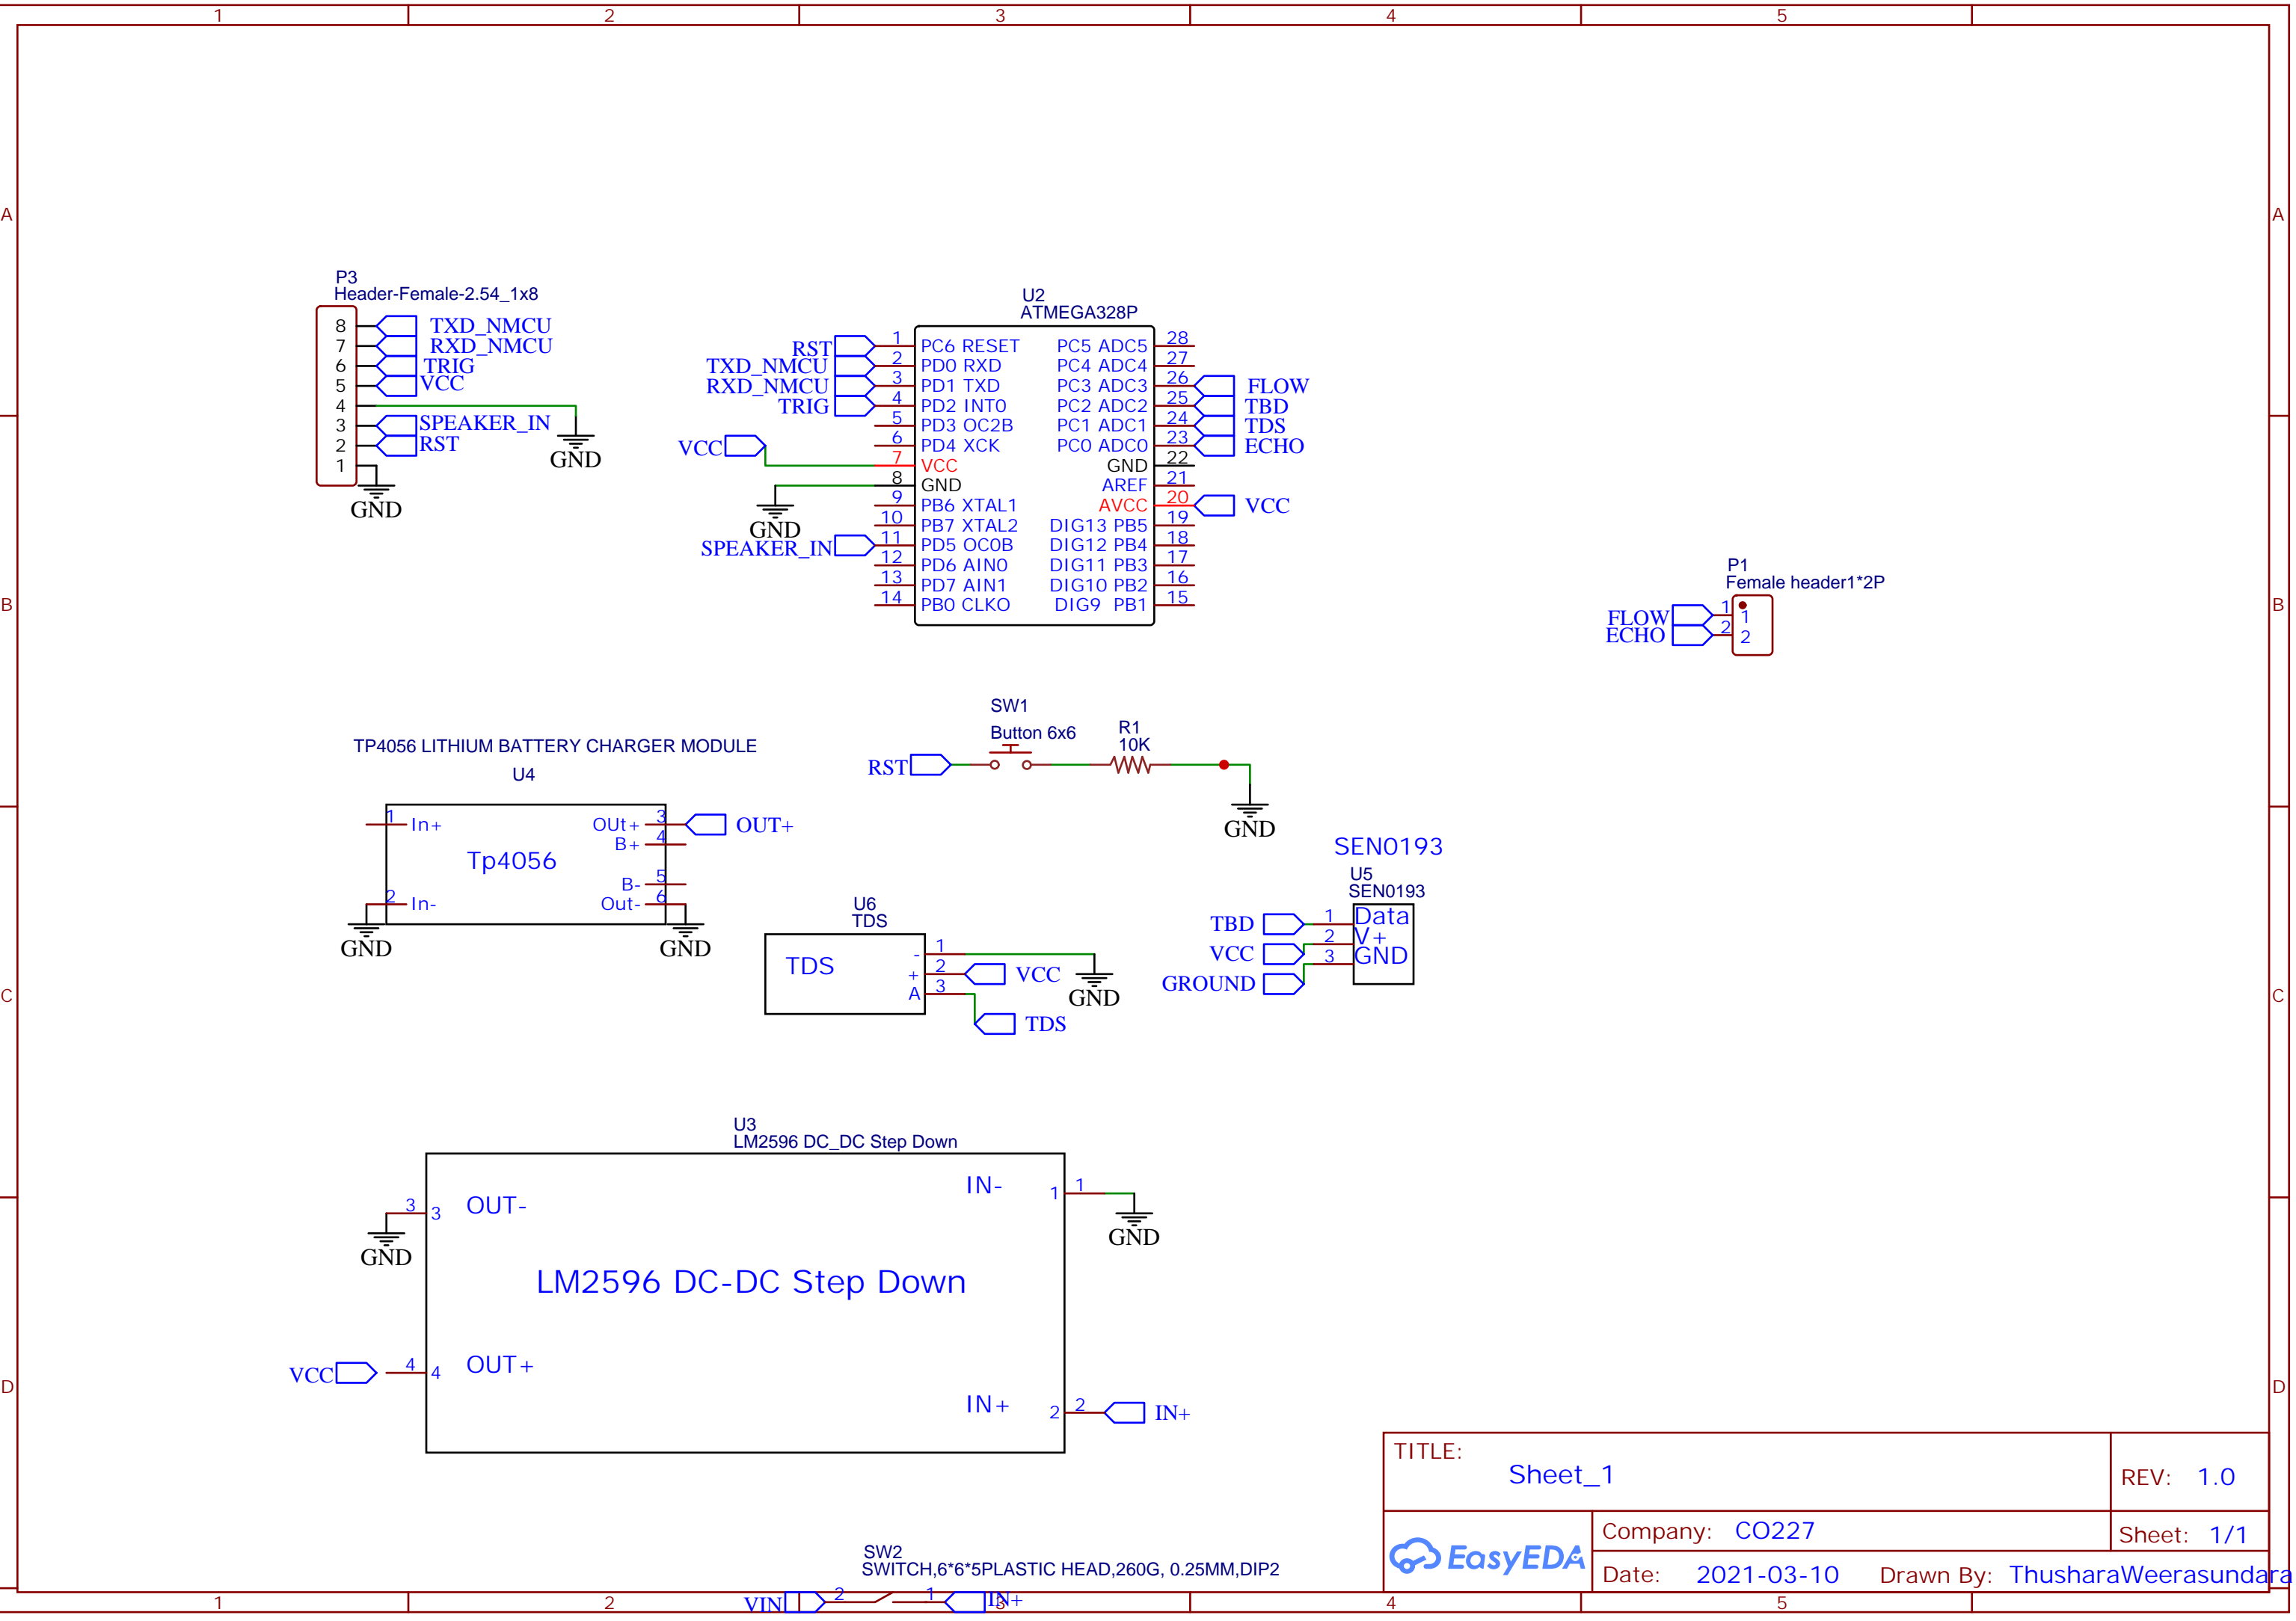 1 2 3 4 5
A A
P3
Header-Female-2.54_1x8
8 TXD_NMCU
7 RXD_NMCU
6 TRIG
5 VCC
4
3 SPEAKER_IN
2 RST
1
GND
GND
U2
ATMEGA328P
RST 1 PC6 RESET PC5 ADC5 28
TXD_NMCU 2 PD0 RXD PC4 ADC4 27
RXD_NMCU 3 PD1 TXD PC3 ADC3 26 FLOW
TRIG 4 PD2 INT0 PC2 ADC2 25 TBD
5 PD3 OC2B PC1 ADC1 24 TDS
6 PD4 XCK PC0 ADC0 23 ECHO
VCC 7 VCC GND 22
8 GND AREF 21
9 PB6 XTAL1 AVCC 20 VCC
GND
10 PB7 XTAL2 DIG13 PB5 19
SPEAKER_IN 11 PD5 OC0B DIG12 PB4 18
12 PD6 AIN0 DIG11 PB3 17
13 PD7 AIN1 DIG10 PB2 16
14 PB0 CLKO DIG9 PB1 15
B B
P1
Female header1*2P
FLOW 1 1
ECHO 2 2
SW1
Button 6x6
R1
10K
RST
GND
TP4056 LITHIUM BATTERY CHARGER MODULE
U4
1 In+ OUt+ 3 OUT+
B+ 4
Tp4056
B- 5
2 In- Out- 6
GND GND
SEN0193
U5
SEN0193
TBD 1 Data
VCC 2 V+
GROUND 3 GND
U6
TDS
TDS
- 1
+ 2 VCC
A 3
GND
TDS
C C
U3
LM2596 DC_DC Step Down
IN- 1 1
GND
3 3 OUT-
GND
LM2596 DC-DC Step Down
VCC 4 4 OUT+
IN+ 2 2 IN+
D D
SW2
SWITCH,6*6*5PLASTIC HEAD,260G, 0.25MM,DIP2
VIN 2 1 IN+
TITLE:
Sheet_1
REV: 1.0
EasyEDA
Company: CO227
Sheet: 1/1
Date: 2021-03-10 Drawn By: ThusharaWeerasundara
1 2 3 4 5